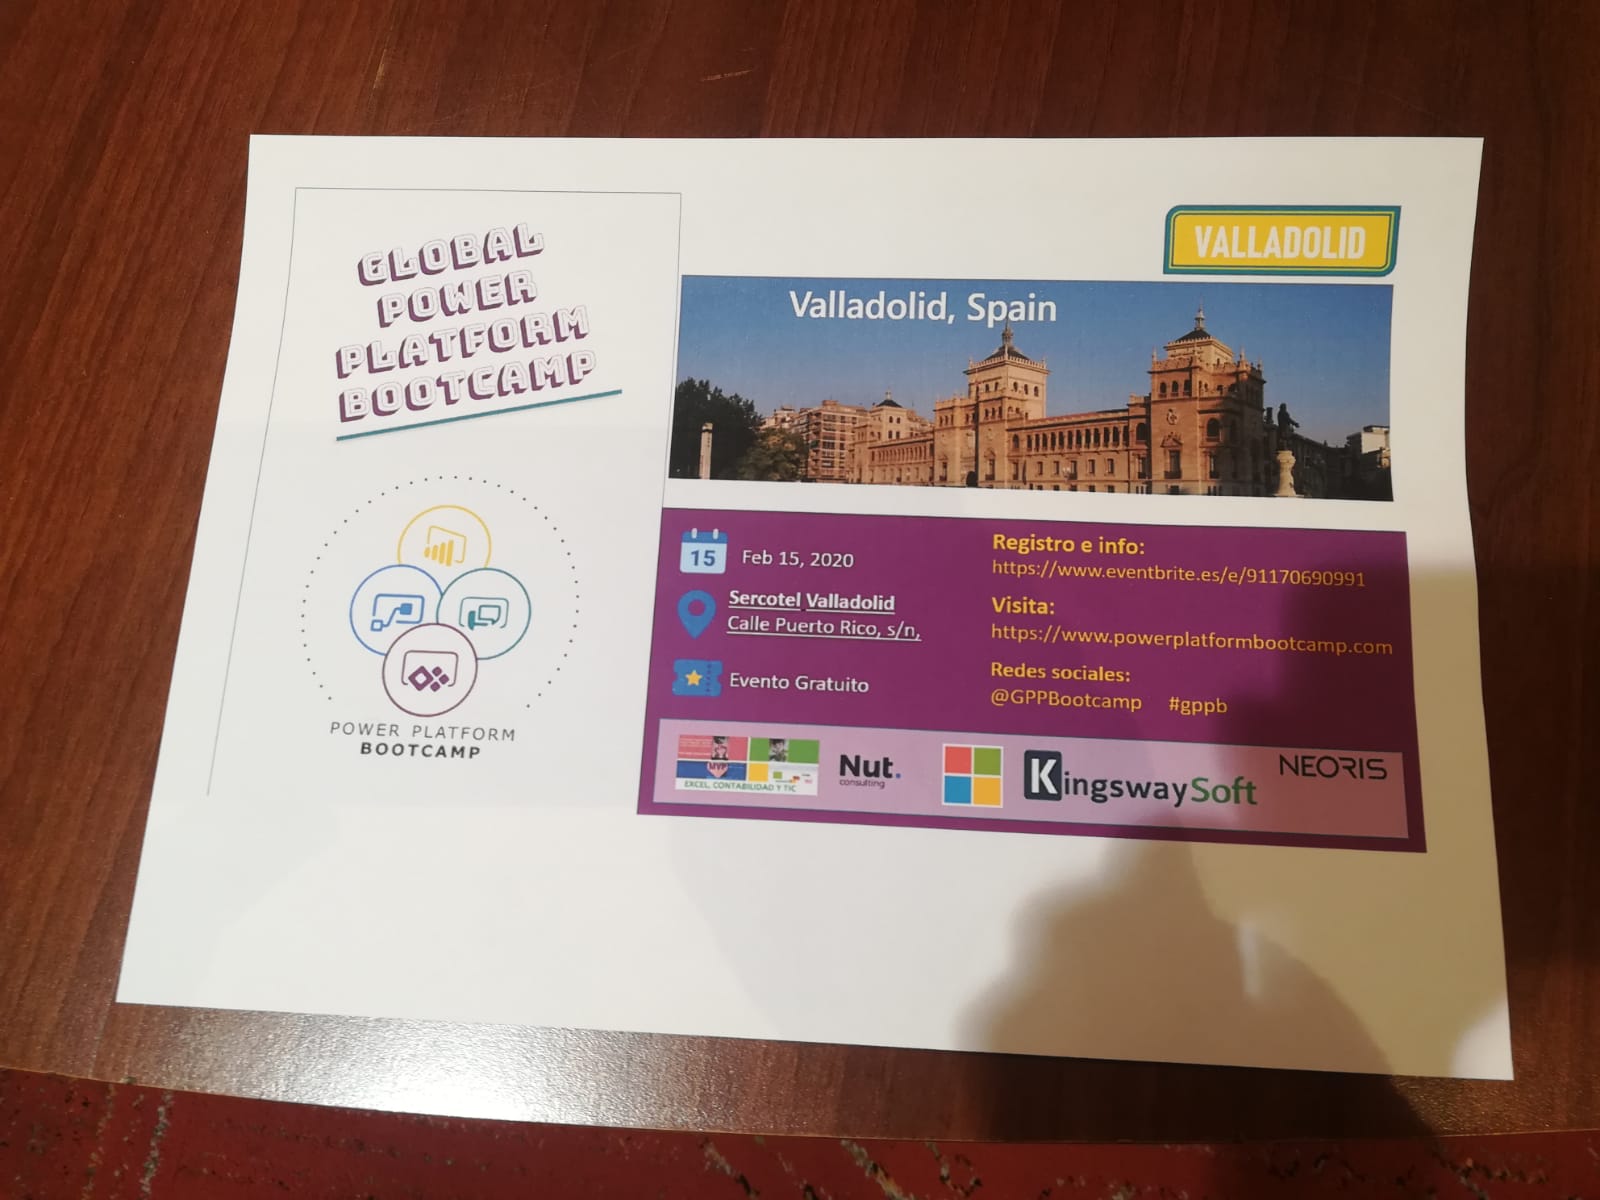 GLOBAL
POWER
PLATFORM
BOOTCAMP
POWER PLATFORM
BOOTCAMP
VALLADOLID
Valladolid, Spain
15
Feb 15, 2020
Sercotel Valladolid
Calle Puerto Rico, s/n,
Evento Gratuito
Registro e info:
https://www.eventbrite.es/e/91170690991
Visita:
https://www.powerplatformbootcamp.com
Redes sociales:
@GPPBootcamp #gppb
MVP
EXCEL, CONTABILIDAD Y TIC
Nut.
consulting
KingswaySoft
NEORIS